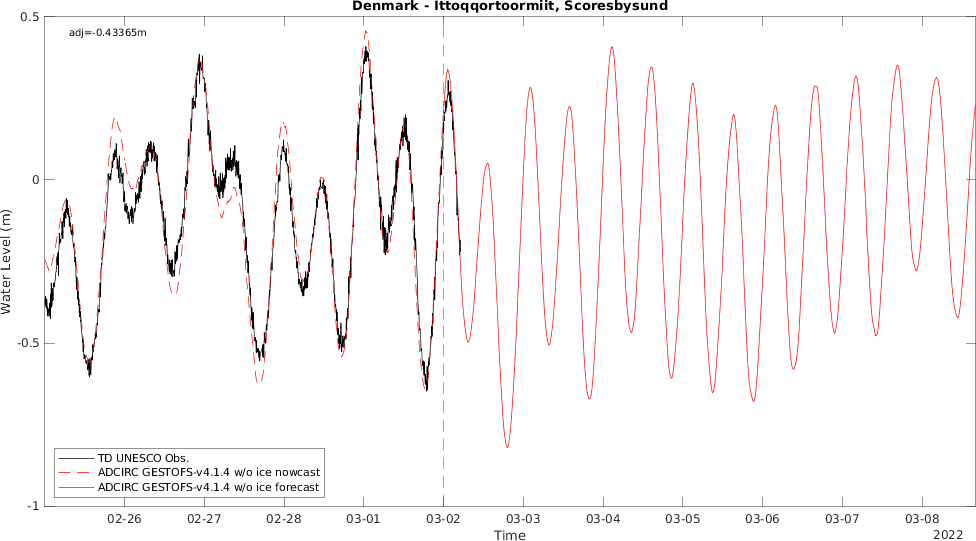 Denmark - Ittoqqortoormiit, Scoresbysund
adj=-0.43365m
0.5
0
-0.5
-1
Water Level (m)
TD UNESCO Obs.
ADCIRC GESTOFS-v4.1.4 w/o ice nowcast
ADCIRC GESTOFS-v4.1.4 w/o ice forecast
02-26 02-27 02-28 03-01 03-02 03-03 03-04 03-05 03-06 03-07 03-08
Time
2022